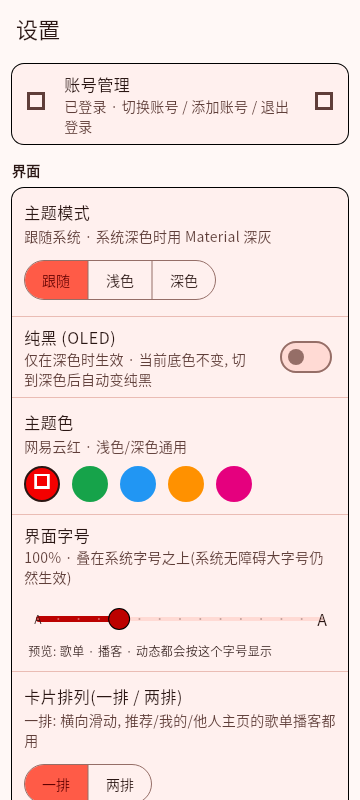 设置
账号管理
已登录 · 切换账号 / 添加账号 / 退出
登录
界面
主题模式
跟随系统 · 系统深色时用 Material 深灰
跟随 浅色 深色
纯黑 (OLED)
仅在深色时生效 · 当前底色不变, 切
到深色后自动变纯黑
主题色
网易云红 · 浅色/深色通用
界面字号
100% · 叠在系统字号之上(系统无障碍大字号仍
然生效)
A A
预览: 歌单 · 播客 · 动态都会按这个字号显示
卡片排列(一排 / 两排)
一排: 横向滑动, 推荐/我的/他人主页的歌单播客都
用
一排 两排